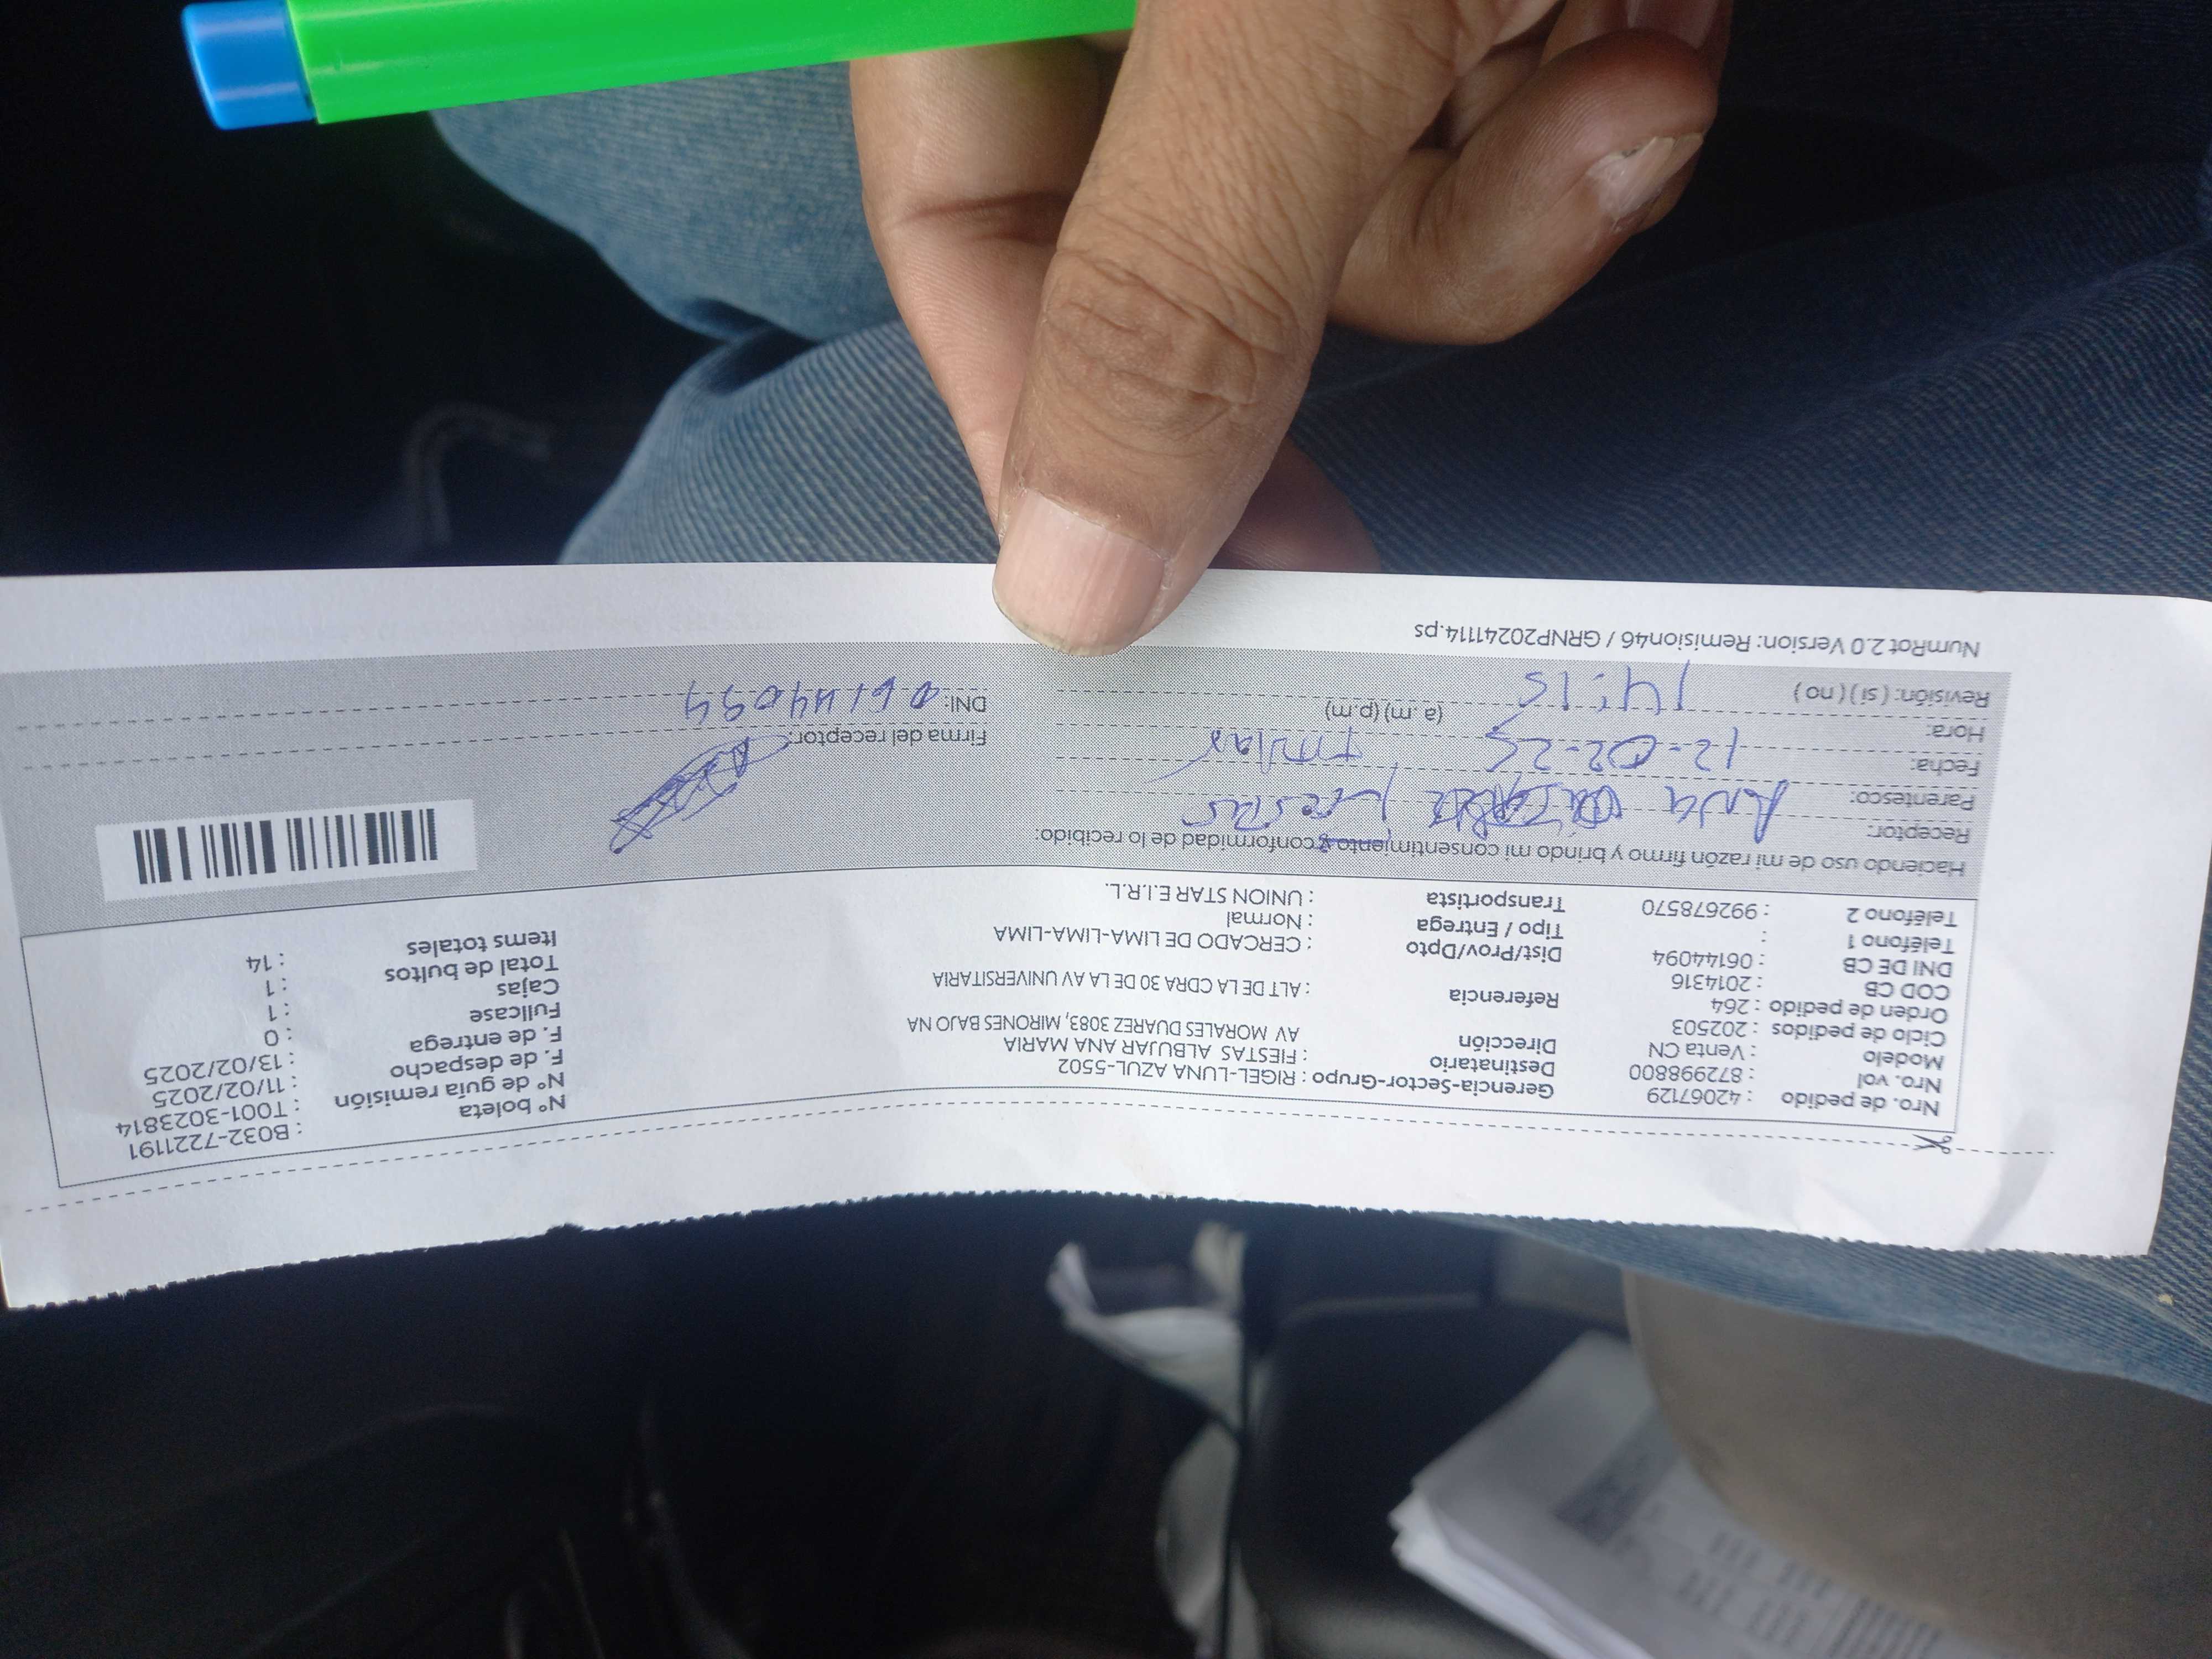 Nro. de pedido : 42067129
Nro. vol : 872998800
Modelo : Venta CN
Ciclo de pedidos : 202503
Orden de pedido : 264
COD CB : 2014316
DNI DE CB : 06144094
Teléfono 1 :
Teléfono 2 : 992678570
Gerencia-Sector-Grupo : RIGEL-LUNA AZUL-5502
Destinatario : FIESTAS ALBUJAR ANA MARIA
Dirección AV MORALES DUAREZ 3083, MIRONES BAJO NA
Referencia : ALT DE LA CDRA 30 DE LA AV UNIVERSITARIA
Dist/Prov/Dpto : CERCADO DE LIMA-LIMA-LIMA
Tipo / Entrega : Normal
Transportista : UNION STAR E.I.R.L.
N° boleta : B032-7221191
N° de guía remisión : T001-3023814
F. de despacho : 11/02/2025
F. de entrega : 13/02/2025
Fullcase : 0
Cajas : 1
Total de bultos : 1
Items totales : 14
Haciendo uso de mi razón firmo y brindo mi consentimiento y conformidad de lo recibido:
Receptor: Ana
Parentesco:
Fecha: 12-02-25
Hora: 14:15 (a.m) (p.m)
Revisión: ( si ) ( no )
Firma del receptor:
DNI: 06144094
NumRot 2.0 Version: Remision46 / GRNP20241114.ps